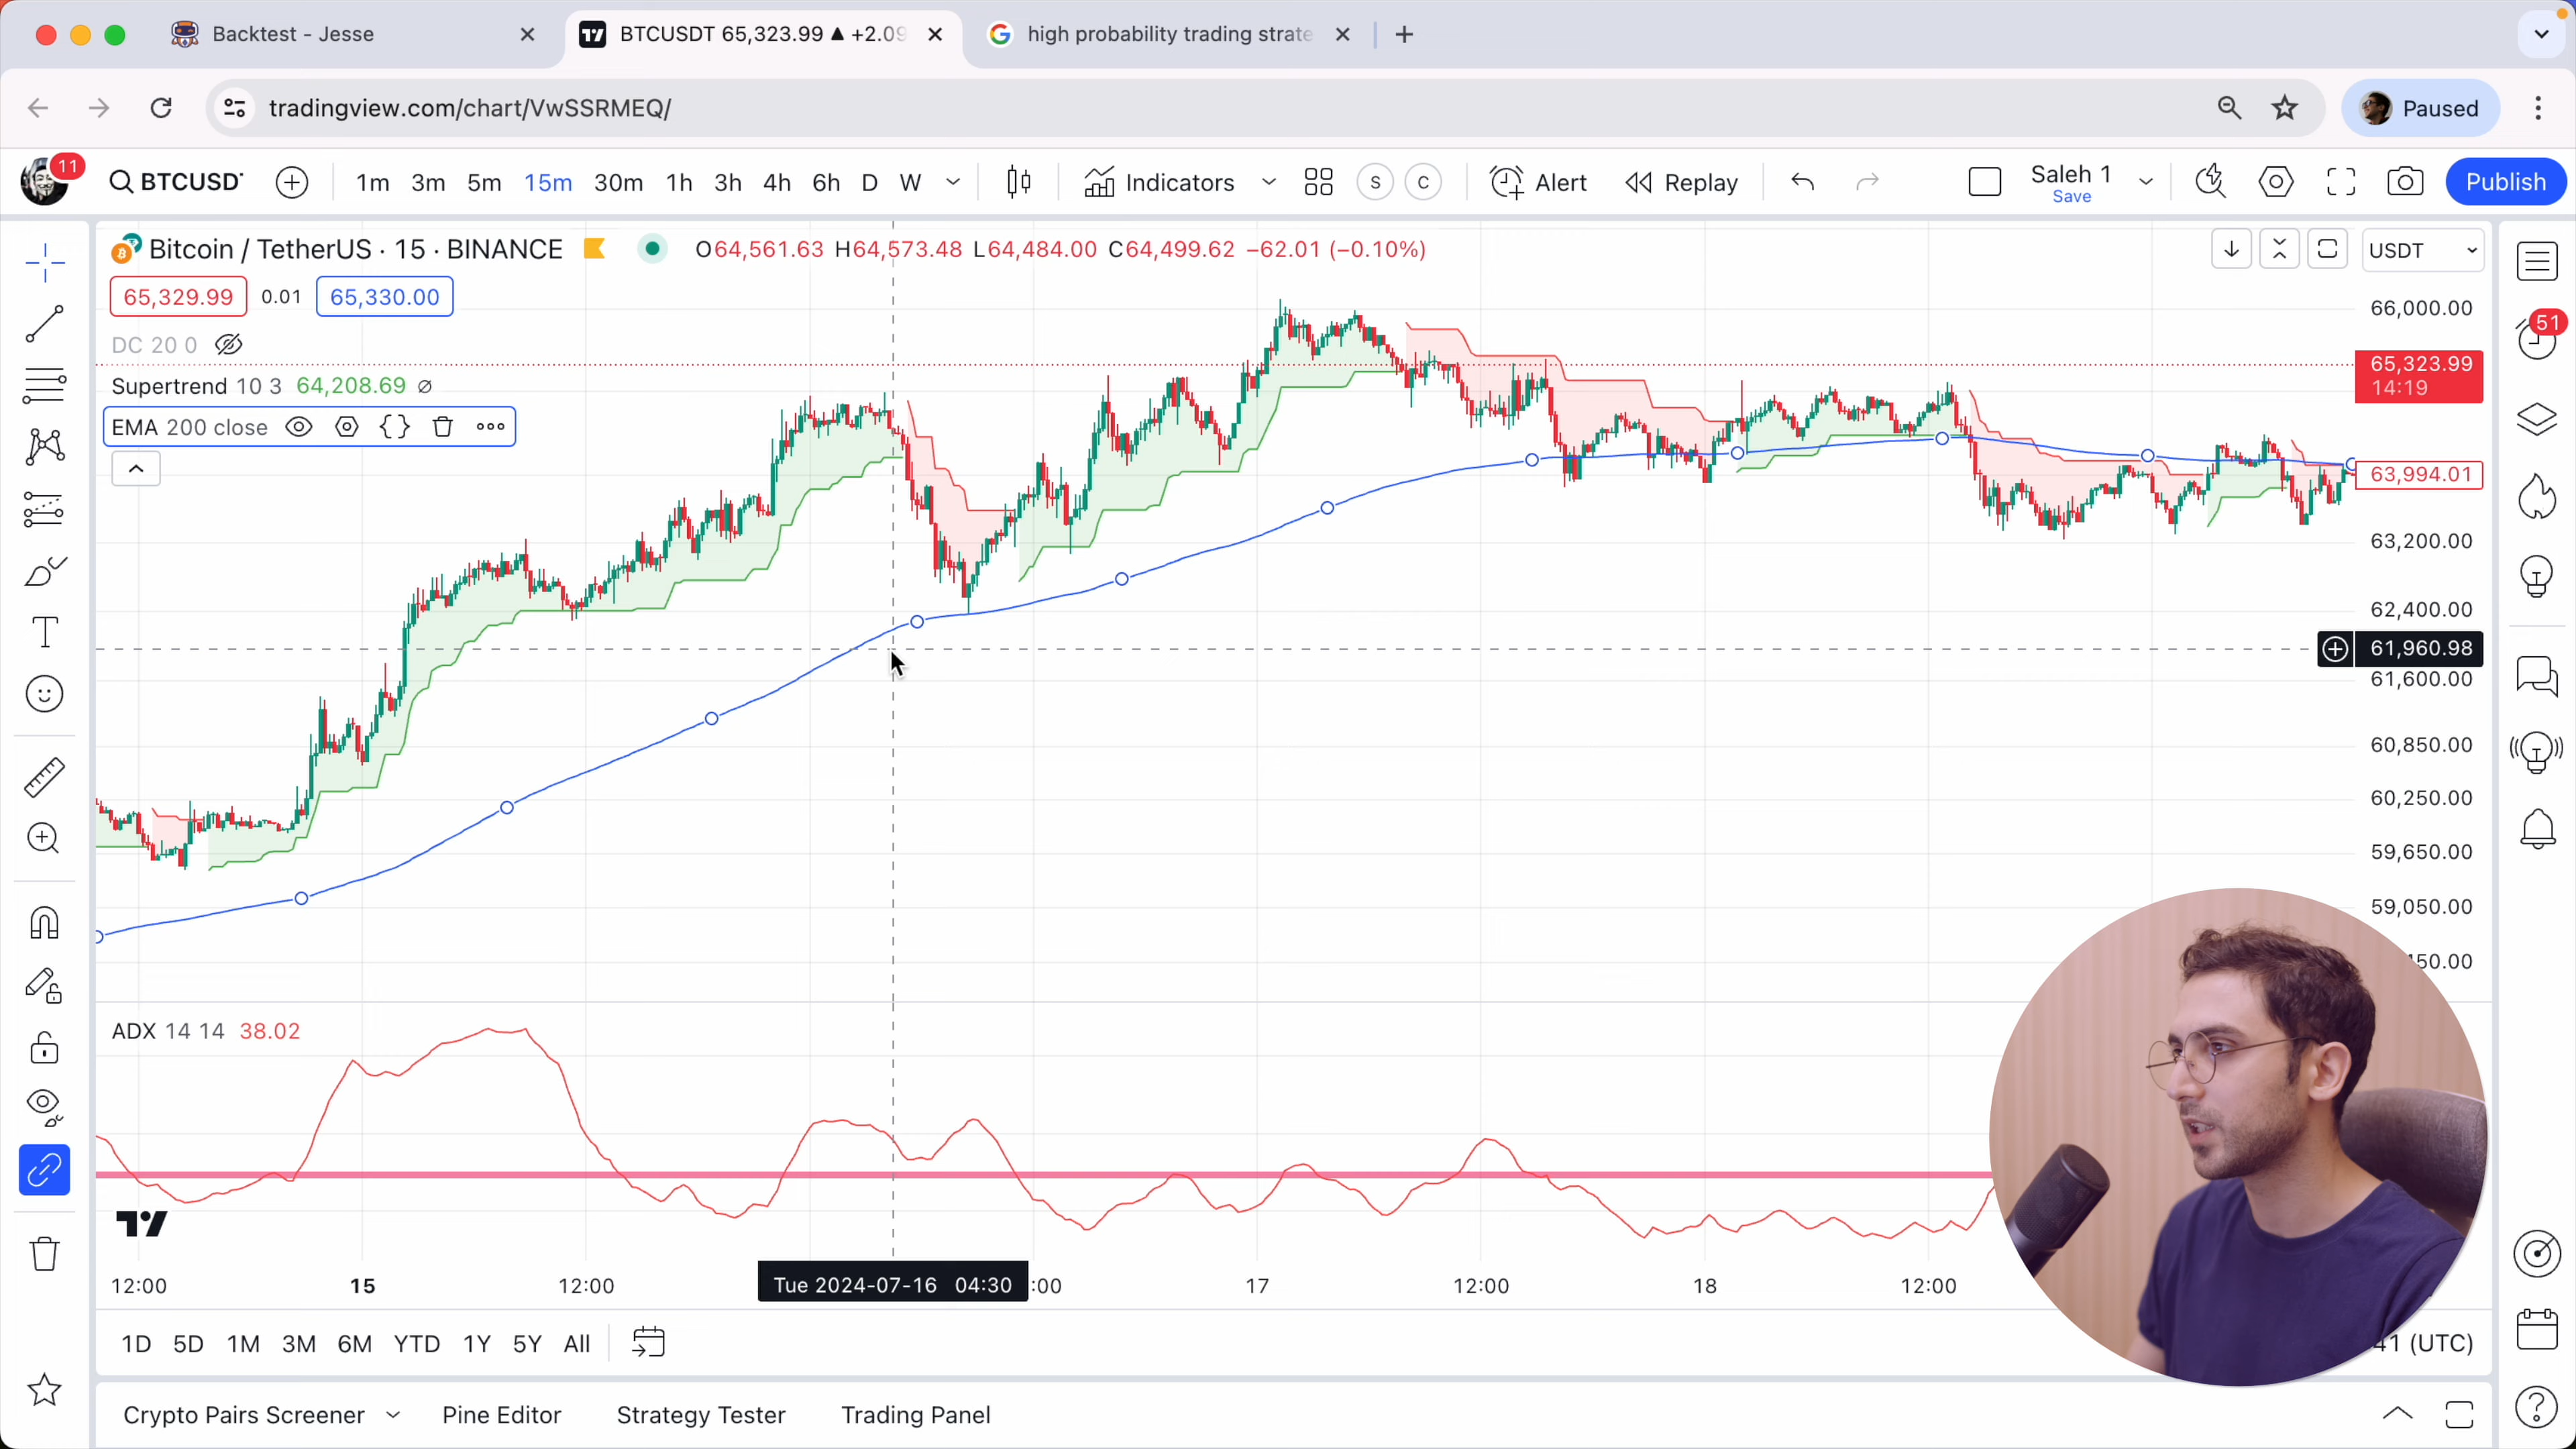 Backtest - Jesse
BTCUSDT 65,323.99 ▲ +2.09
high probability trading strate
tradingview.com/chart/VwSSRMEQ/
Paused
11
BTCUSDT
1m 3m 5m 15m 30m 1h 3h 4h 6h D W
Indicators
S
C
Alert
Replay
Saleh 1
Save
Publish
Bitcoin / TetherUS · 15 · BINANCE
O64,561.63 H64,573.48 L64,484.00 C64,499.62 −62.01 (−0.10%)
USDT
65,329.99 0.01 65,330.00
DC 20 0
Supertrend 10 3 64,208.69 ∅
EMA 200 close
66,000.00
51
65,323.99
14:19
63,994.01
63,200.00
62,400.00
61,960.98
61,600.00
60,850.00
60,250.00
59,650.00
59,050.00
50.00
ADX 14 14 38.02
12:00 15 12:00 Tue 2024-07-16 04:30 :00 17 12:00 18 12:00
1D 5D 1M 3M 6M YTD 1Y 5Y All
41 (UTC)
Crypto Pairs Screener
Pine Editor
Strategy Tester
Trading Panel